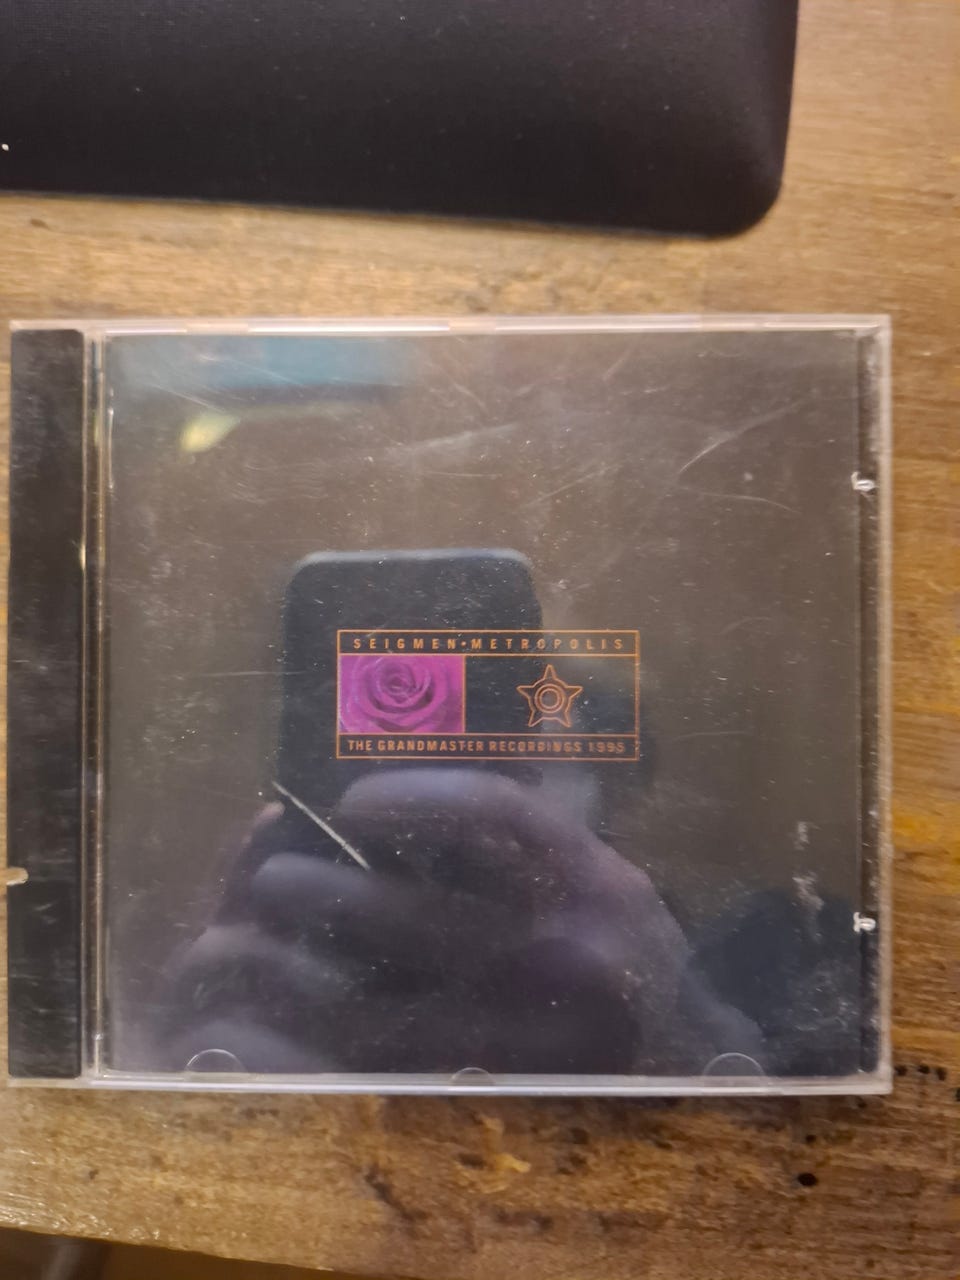 SEIGMEN•METROPOLIS
THE GRANDMASTER RECORDINGS 1995